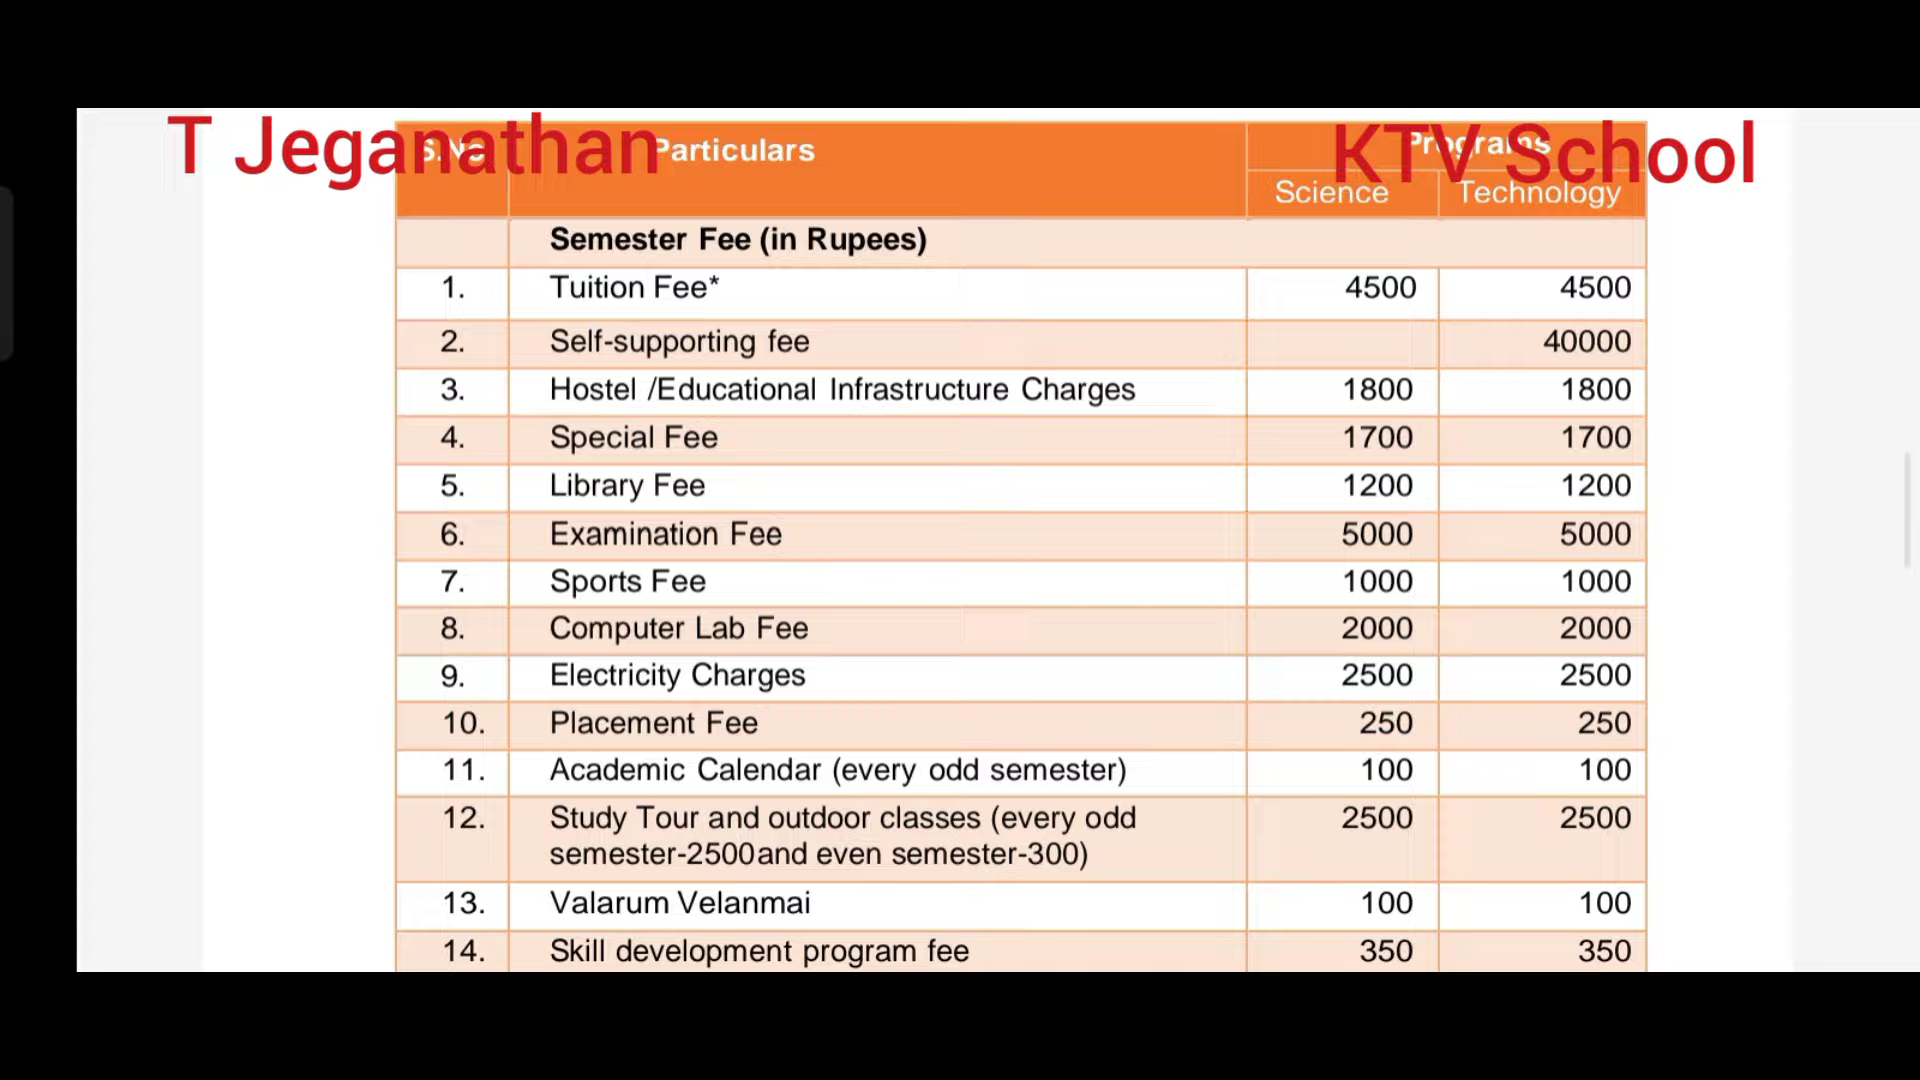 T Jeganathan
KTV School
S.No
Particulars
Programs
Science Technology
Semester Fee (in Rupees)
1. Tuition Fee* 4500 4500
2. Self-supporting fee 40000
3. Hostel /Educational Infrastructure Charges 1800 1800
4. Special Fee 1700 1700
5. Library Fee 1200 1200
6. Examination Fee 5000 5000
7. Sports Fee 1000 1000
8. Computer Lab Fee 2000 2000
9. Electricity Charges 2500 2500
10. Placement Fee 250 250
11. Academic Calendar (every odd semester) 100 100
12. Study Tour and outdoor classes (every odd 2500 2500
semester-2500and even semester-300)
13. Valarum Velanmai 100 100
14. Skill development program fee 350 350